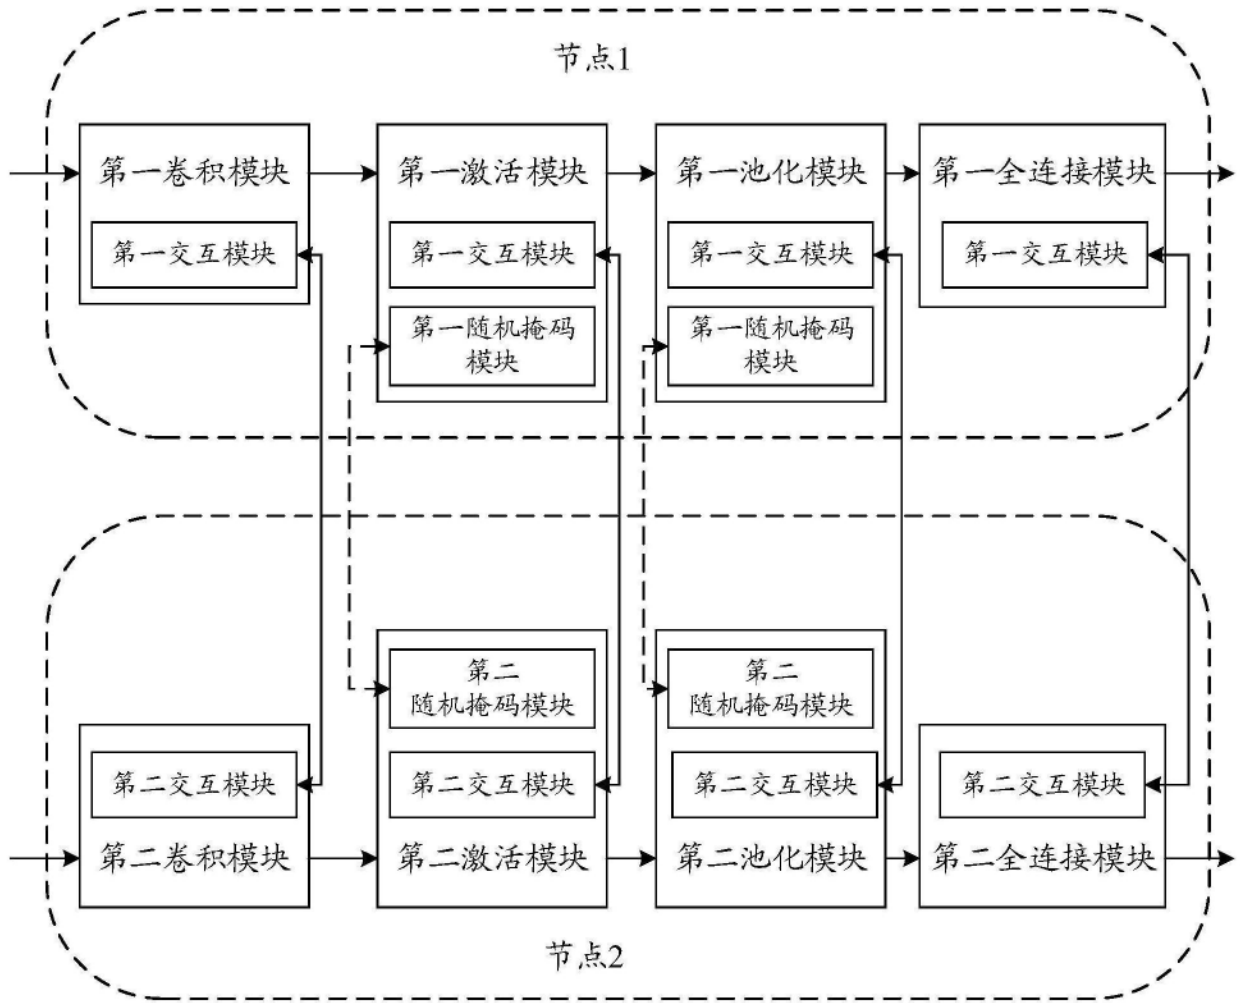 节点1
第一卷积模块
第一激活模块
第一池化模块
第一全连接模块
第一交互模块
第一交互模块
第一交互模块
第一交互模块
第一随机掩码
模块
第一随机掩码
模块
第二
随机掩码模块
第二
随机掩码模块
第二交互模块
第二交互模块
第二交互模块
第二交互模块
第二卷积模块
第二激活模块
第二池化模块
第二全连接模块
节点2